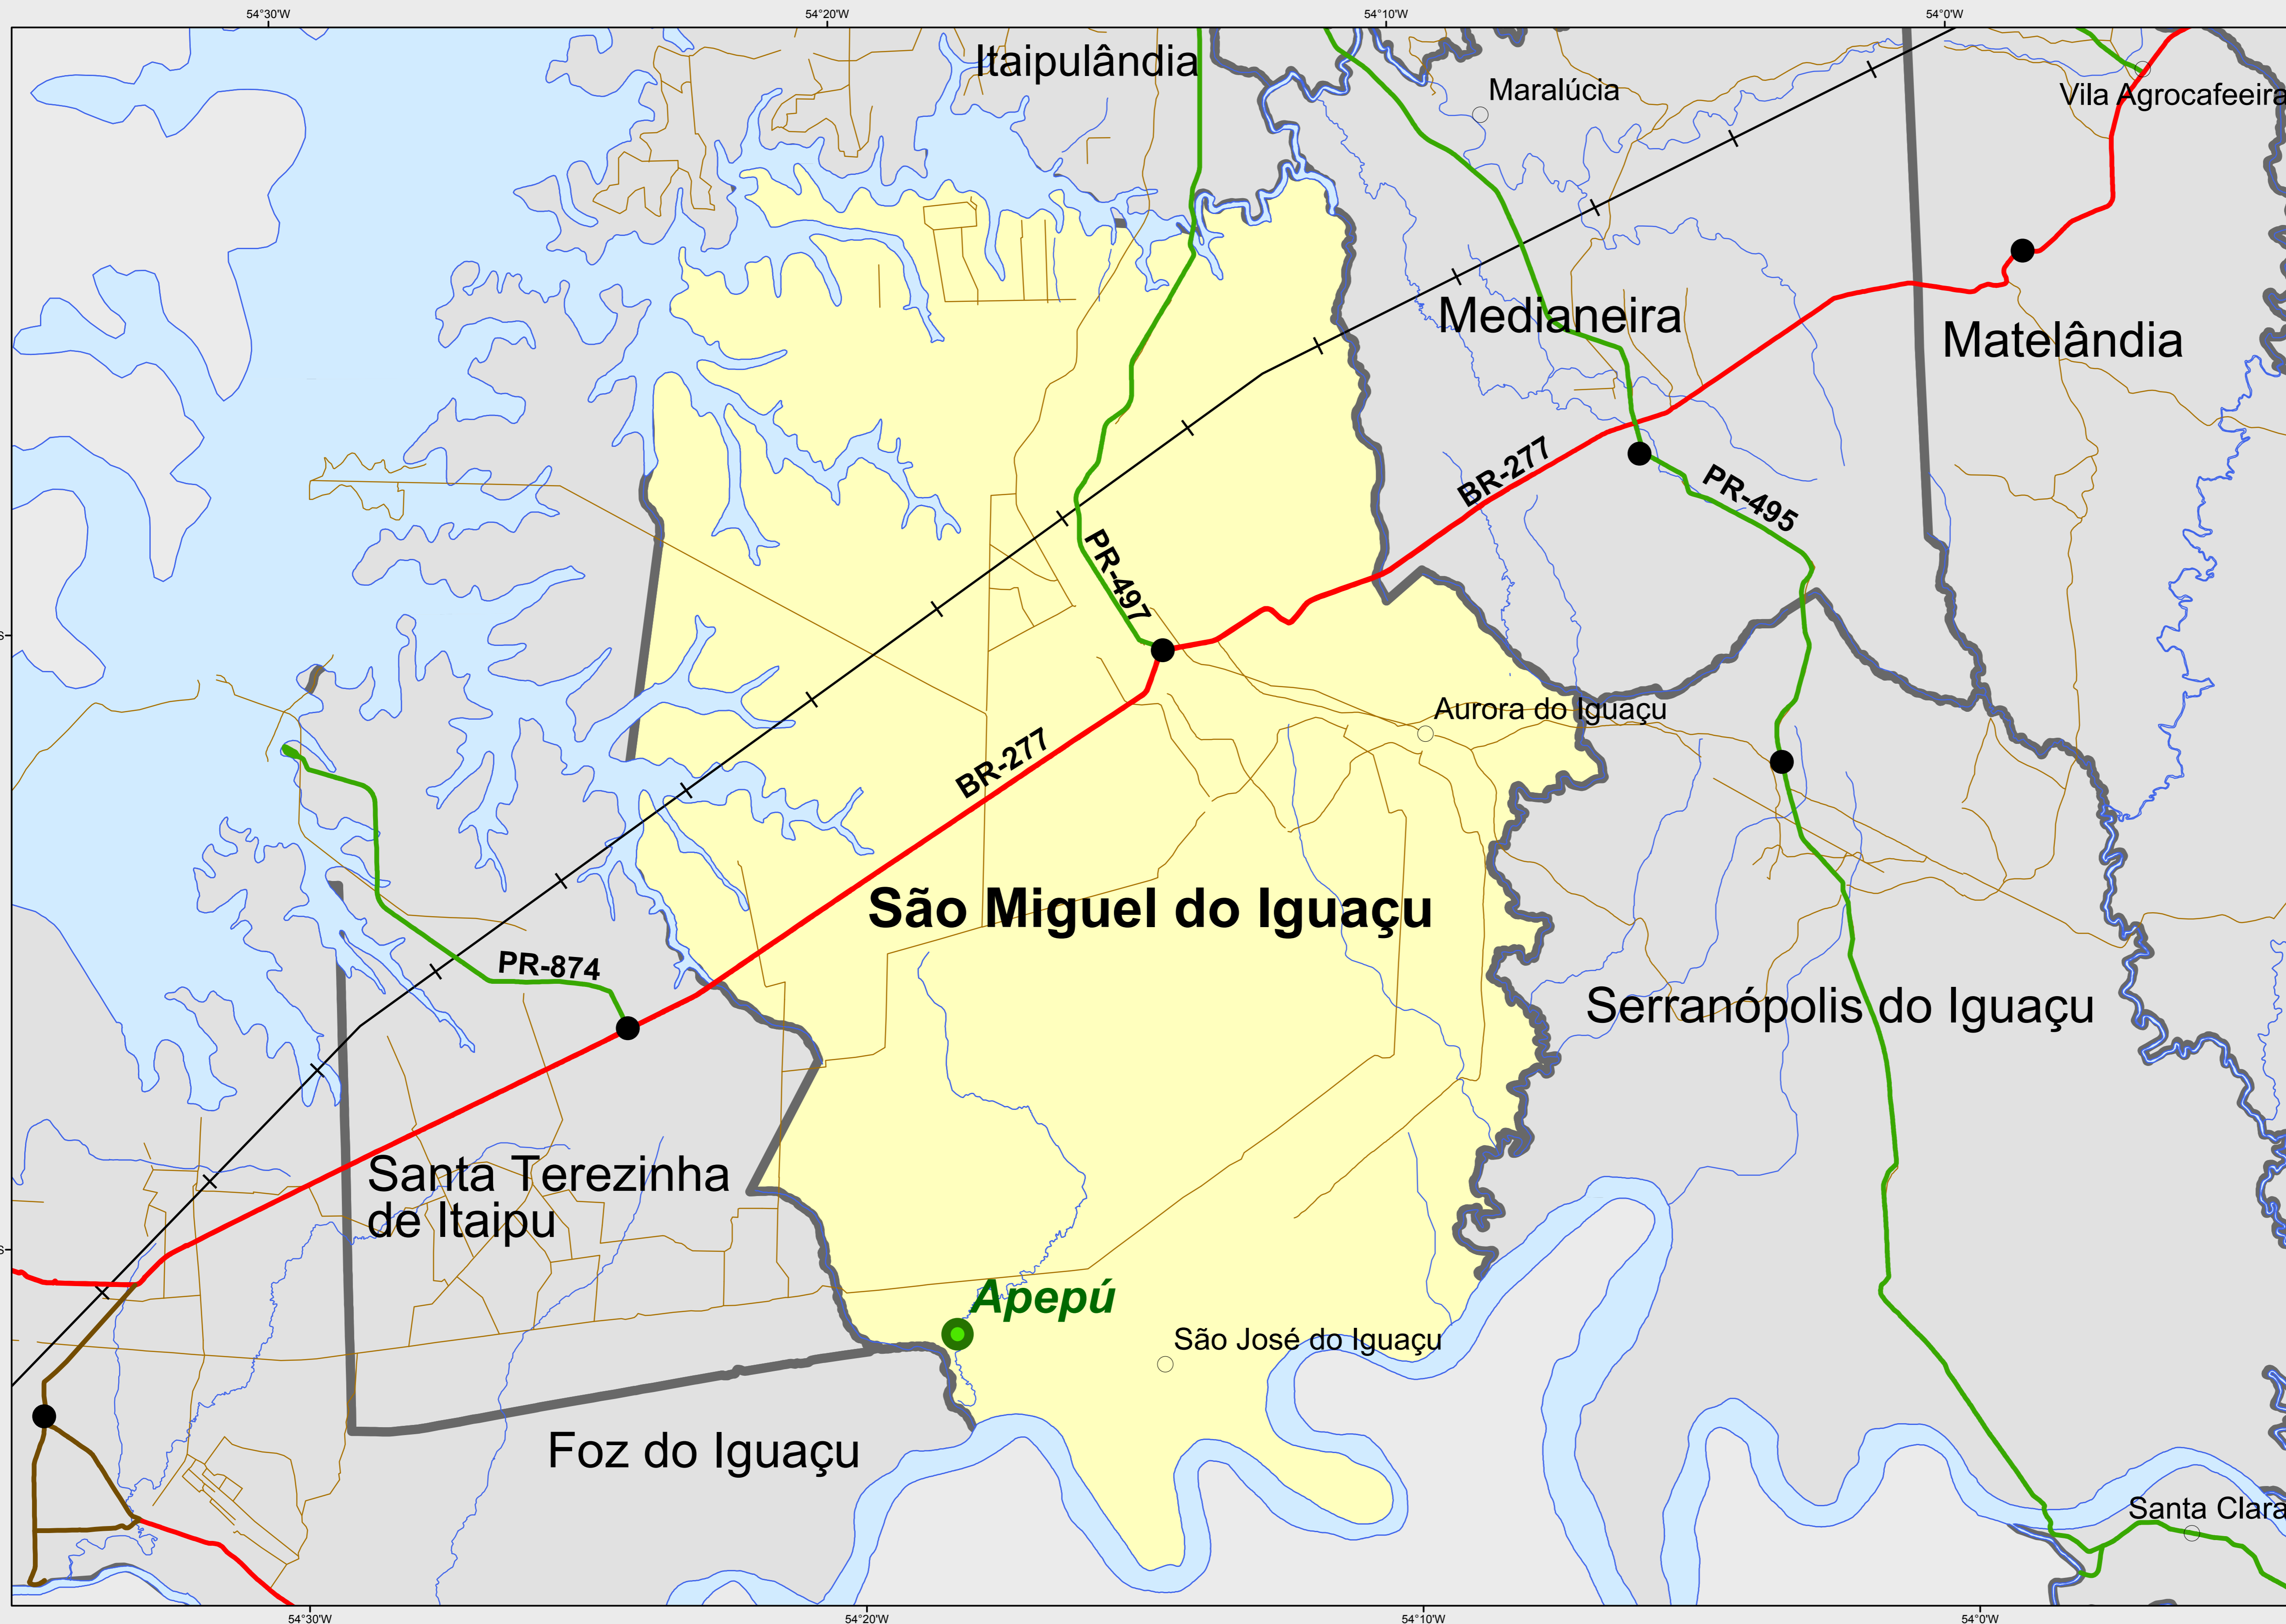 54°30'W
54°20'W
54°10'W
54°0'W
Itaipulândia
Maralúcia
Vila Agrocafeeira
Medianeira
Matelândia
BR-277
PR-495
PR-497
S
Aurora do Iguaçu
BR-277
São Miguel do Iguaçu
PR-874
Serranópolis do Iguaçu
Santa Terezinha
de Itaipu
S
Apepú
São José do Iguaçu
Foz do Iguaçu
Santa Clara
54°30'W
54°20'W
54°10'W
54°0'W